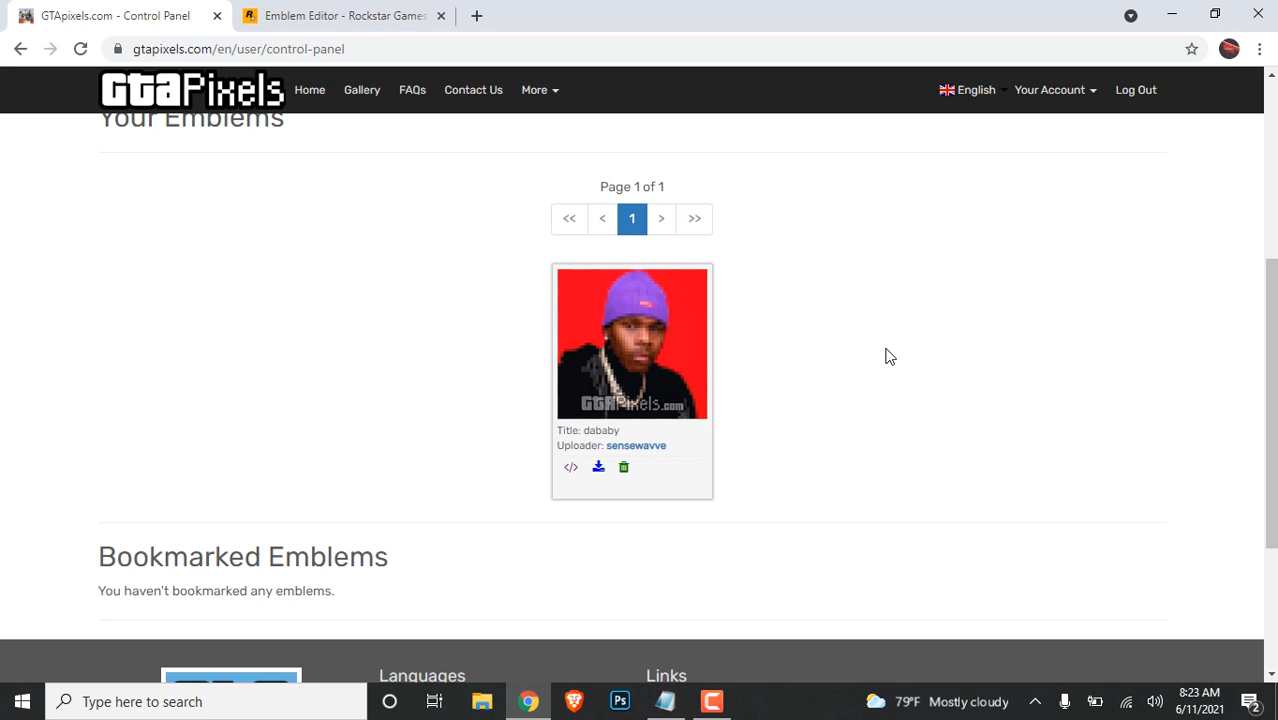 GTApixels.com - Control Panel
Emblem Editor - Rockstar Games
gtapixels.com/en/user/control-panel
GtaPixels Home Gallery FAQs Contact Us More English Your Account Log Out
Your Emblems
Page 1 of 1
<< < 1 > >>
GTAPixels.com
Title: dababy
Uploader: sensewavve
</>
Bookmarked Emblems
You haven't bookmarked any emblems.
Languages Links
Type here to search Ps 79°F Mostly cloudy 8:23 AM
6/11/2021 2